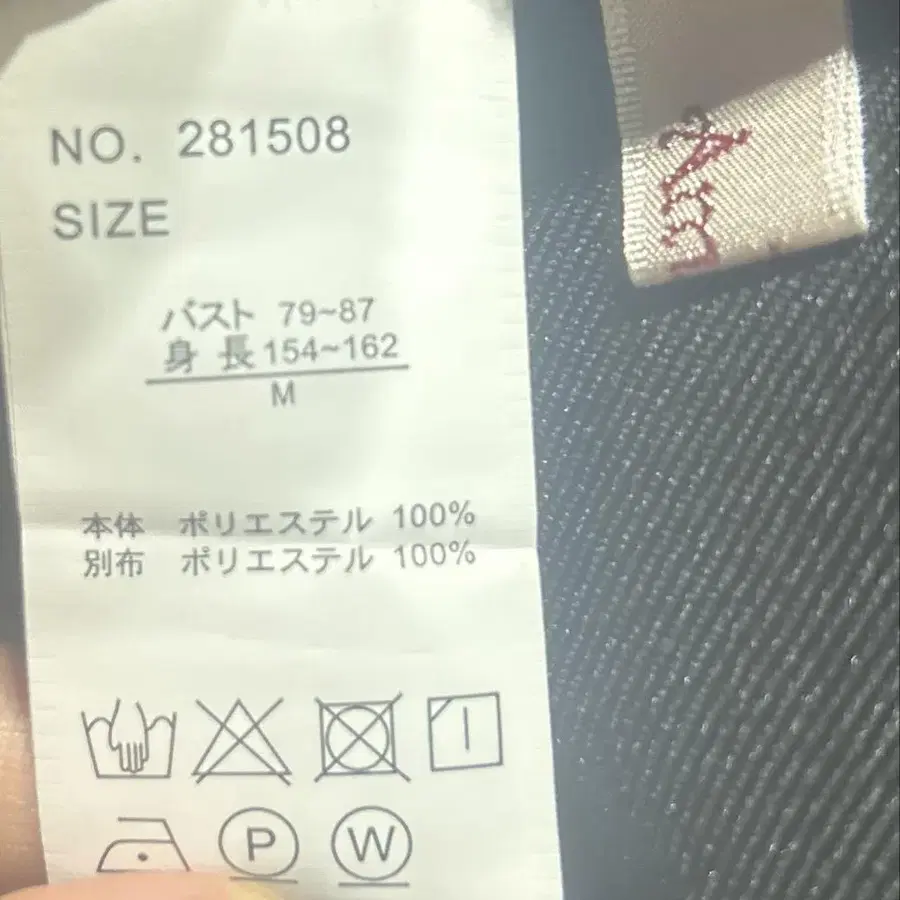 NO. 281508
SIZE
バスト 79~87
身 長 154~162
M
本体 ポリエステル 100%
別布 ポリエステル 100%
P W